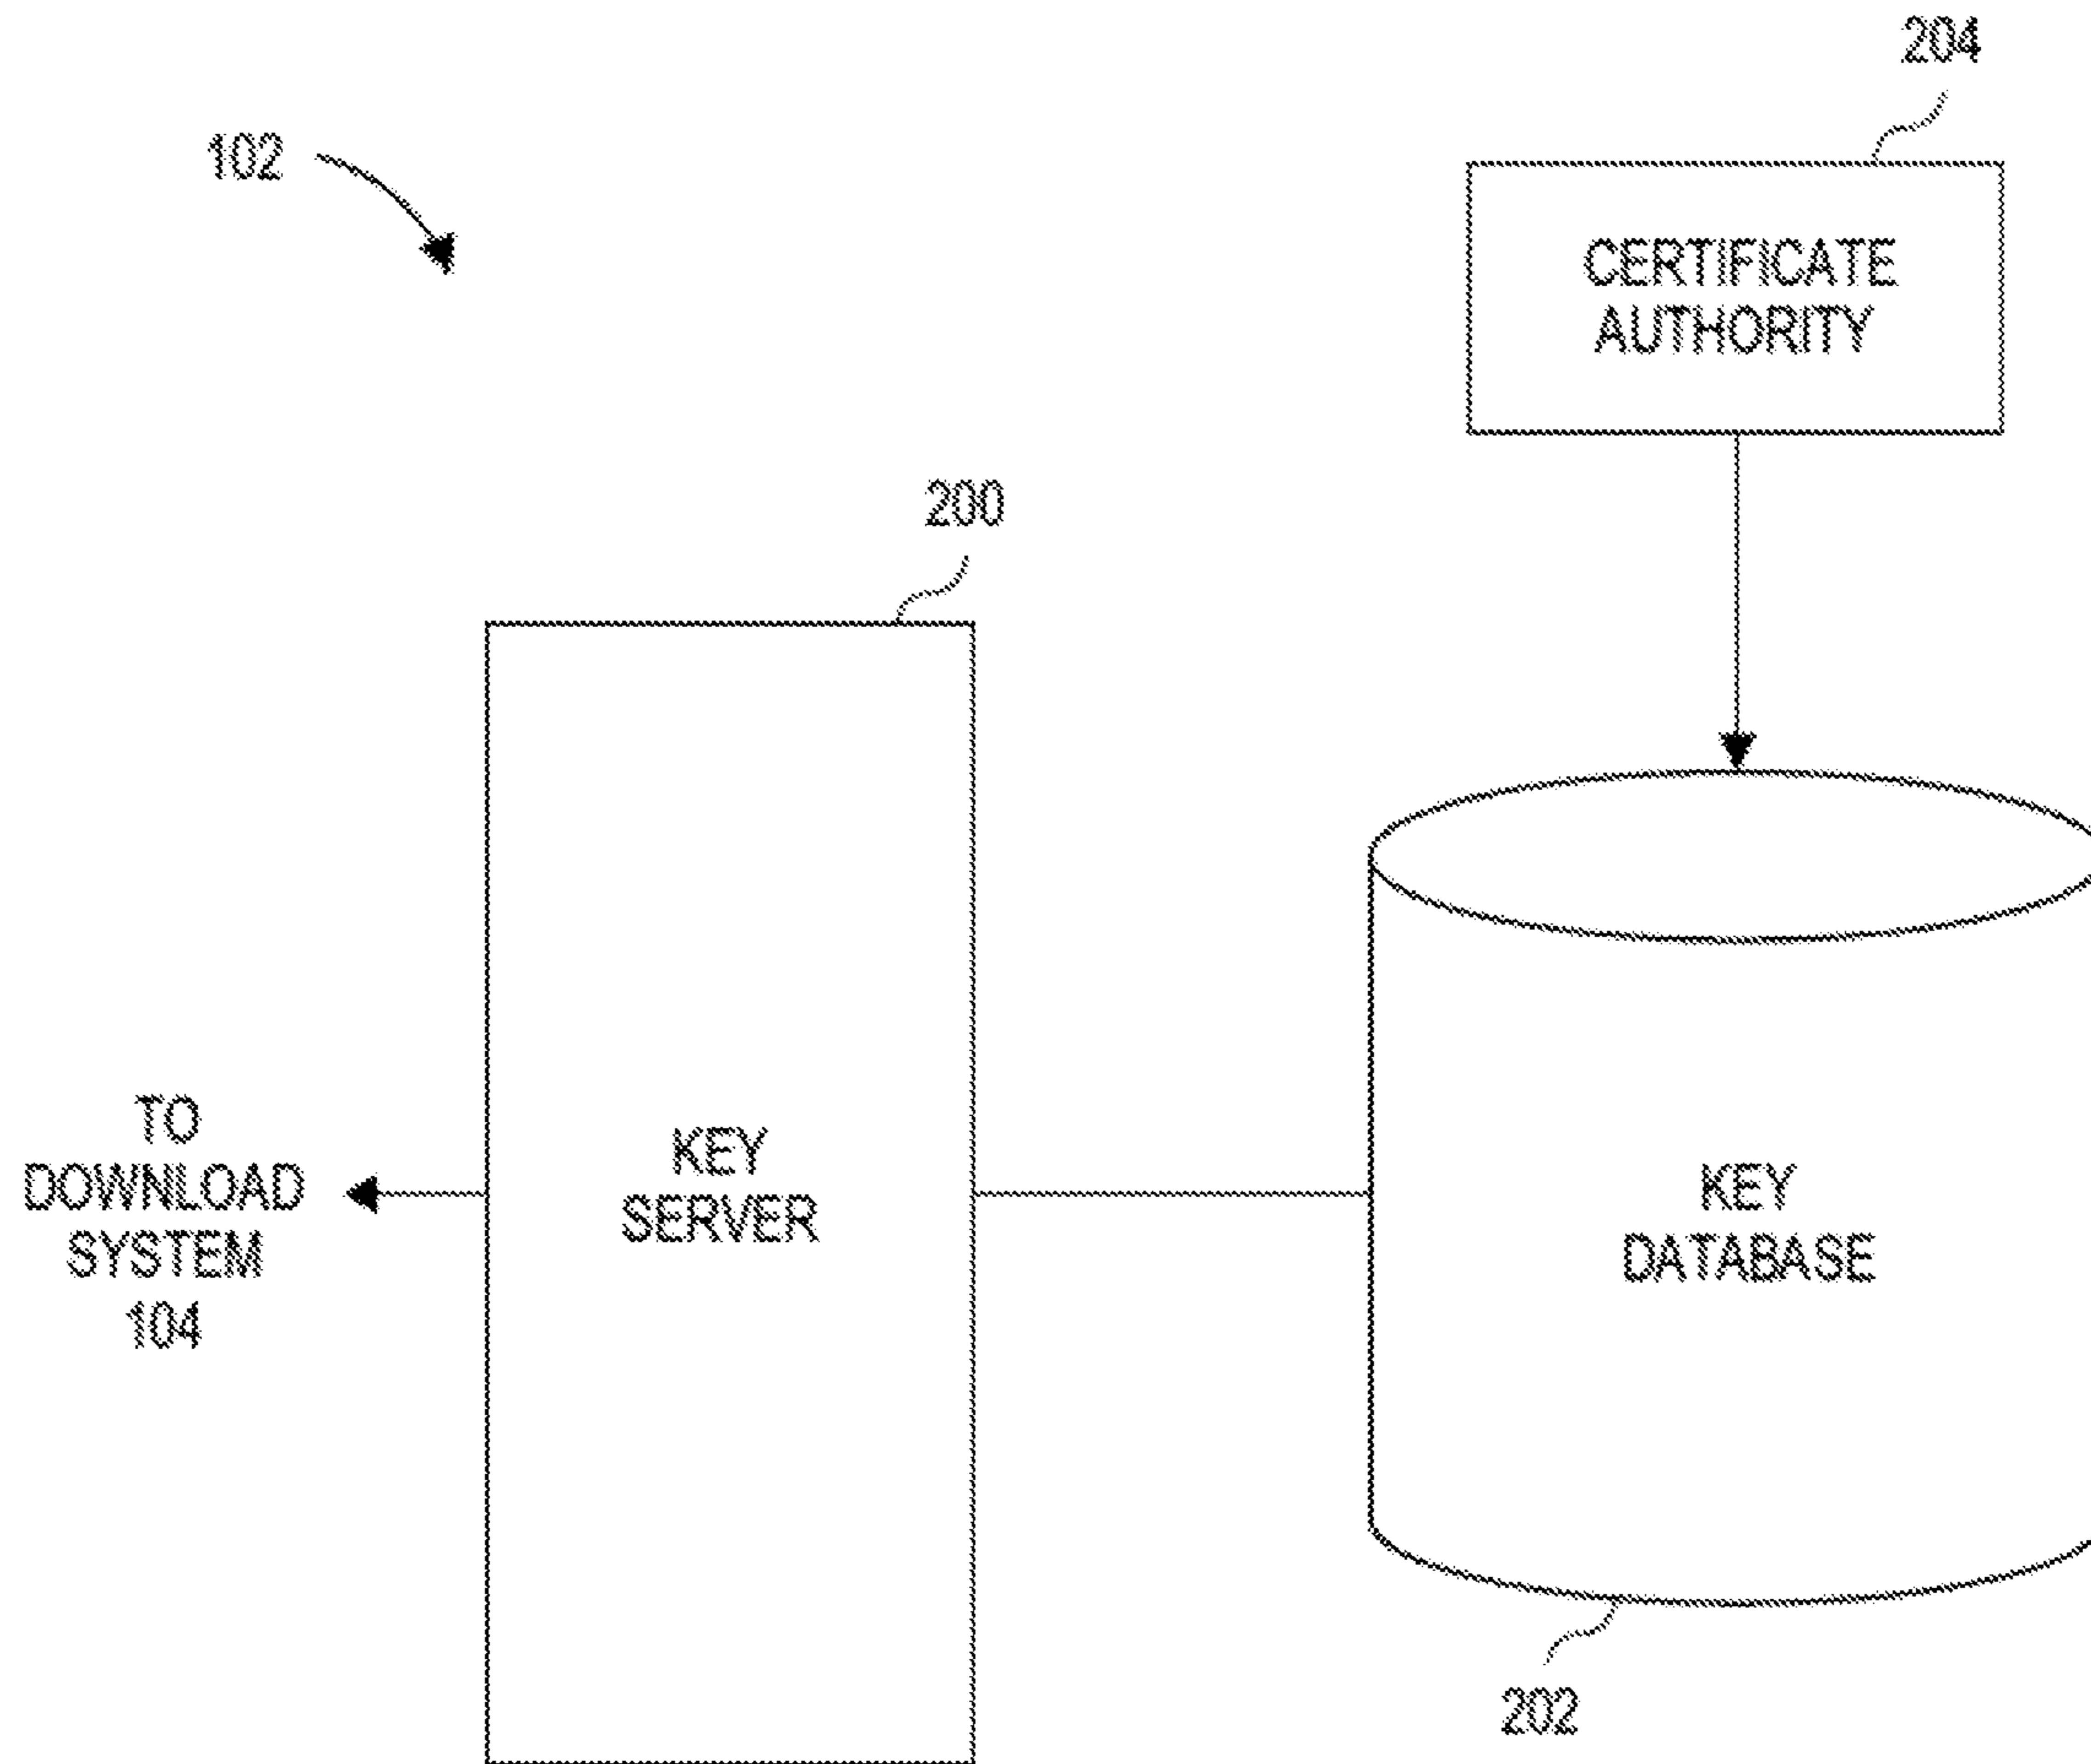 204
102
CERTIFICATE
AUTHORITY
200
TO
DOWNLOAD
SYSTEM
104
KEY
SERVER
KEY
DATABASE
202